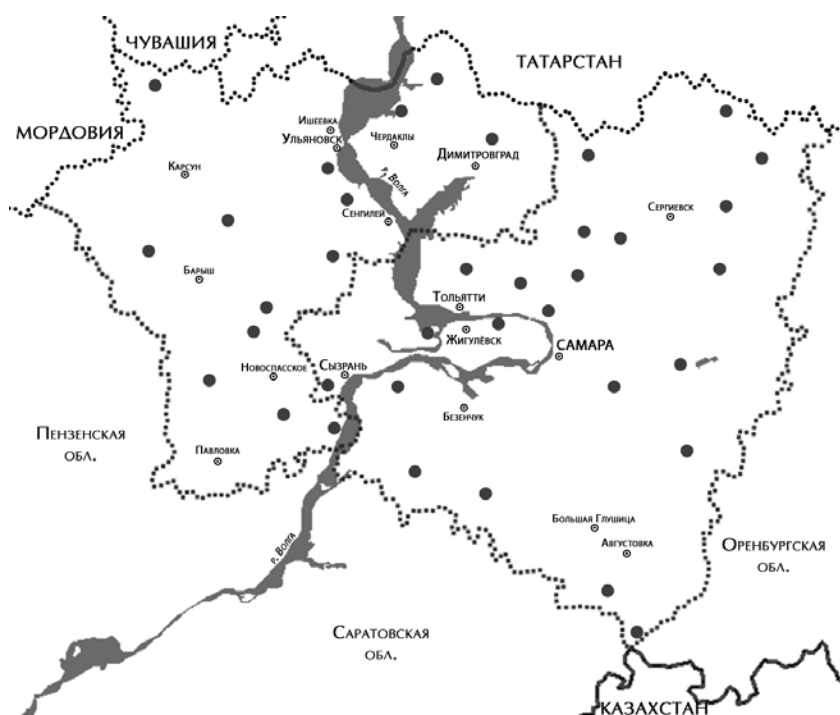 ЧУВАШИЯ
ТАТАРСТАН
МОРДОВИЯ
Ишеевка
Ульяновск
Чердаклы
Димитровград
Карсун
р. Волга
Сенгилей
Сергиевск
Барыш
Тольятти
Жигулёвск
САМАРА
Новоспасское
Сызрань
Безенчук
Пензенская
обл.
Павловка
Большая Глушица
Августовка
Оренбургская
обл.
р. Волга
Саратовская
обл.
КАЗАХСТАН